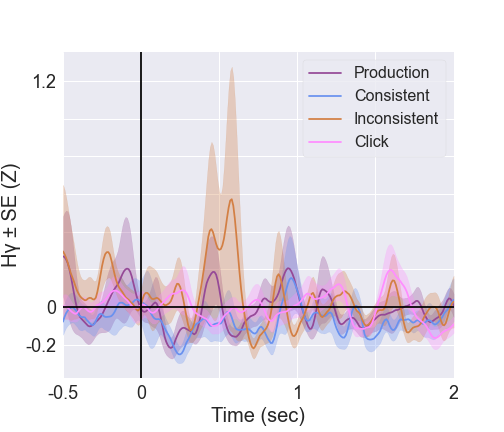 Production
Consistent
Inconsistent
Click
Hγ ± SE (Z)
1.2
0
-0.2
-0.5 0 1 2
Time (sec)